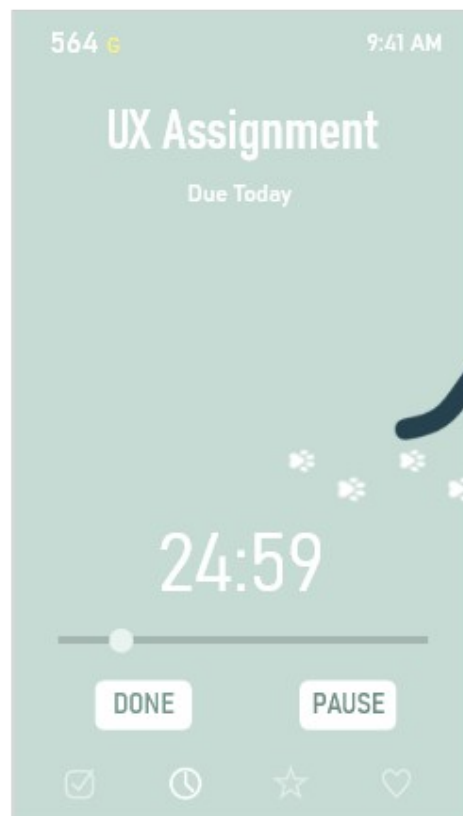 564 G
9:41 AM
UX Assignment
Due Today
24:59
DONE
PAUSE